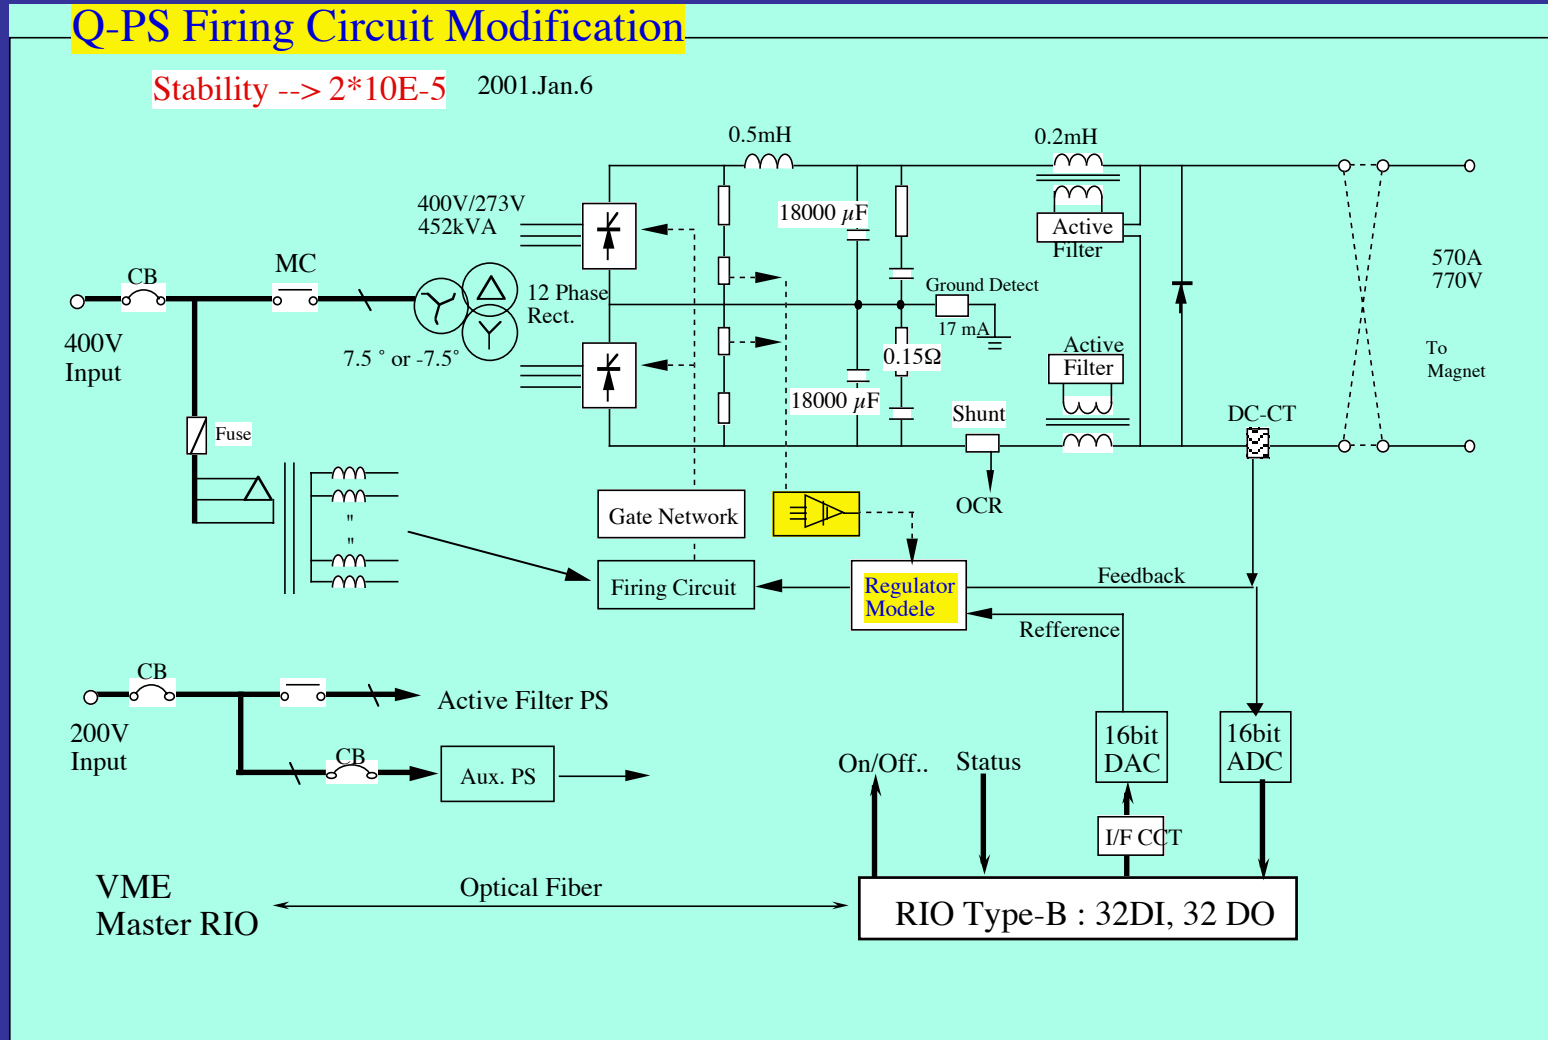 Q-PS Firing Circuit Modification
Stability --> 2*10E-5
2001.Jan.6
0.5mH
0.2mH
400V/273V
452kVA
18000 µF
Active
Filter
570A
770V
CB
MC
12 Phase
Rect.
Ground Detect
17 mA
400V
Input
7.5 ° or -7.5°
0.15Ω
Active
Filter
To
Magnet
18000 µF
Shunt
DC-CT
Fuse
OCR
"
"
Gate Network
Firing Circuit
Regulator
Modele
Feedback
Refference
CB
Active Filter PS
200V
Input
CB
Aux. PS
On/Off..
Status
16bit
DAC
16bit
ADC
I/F CCT
VME
Master RIO
Optical Fiber
RIO Type-B : 32DI, 32 DO